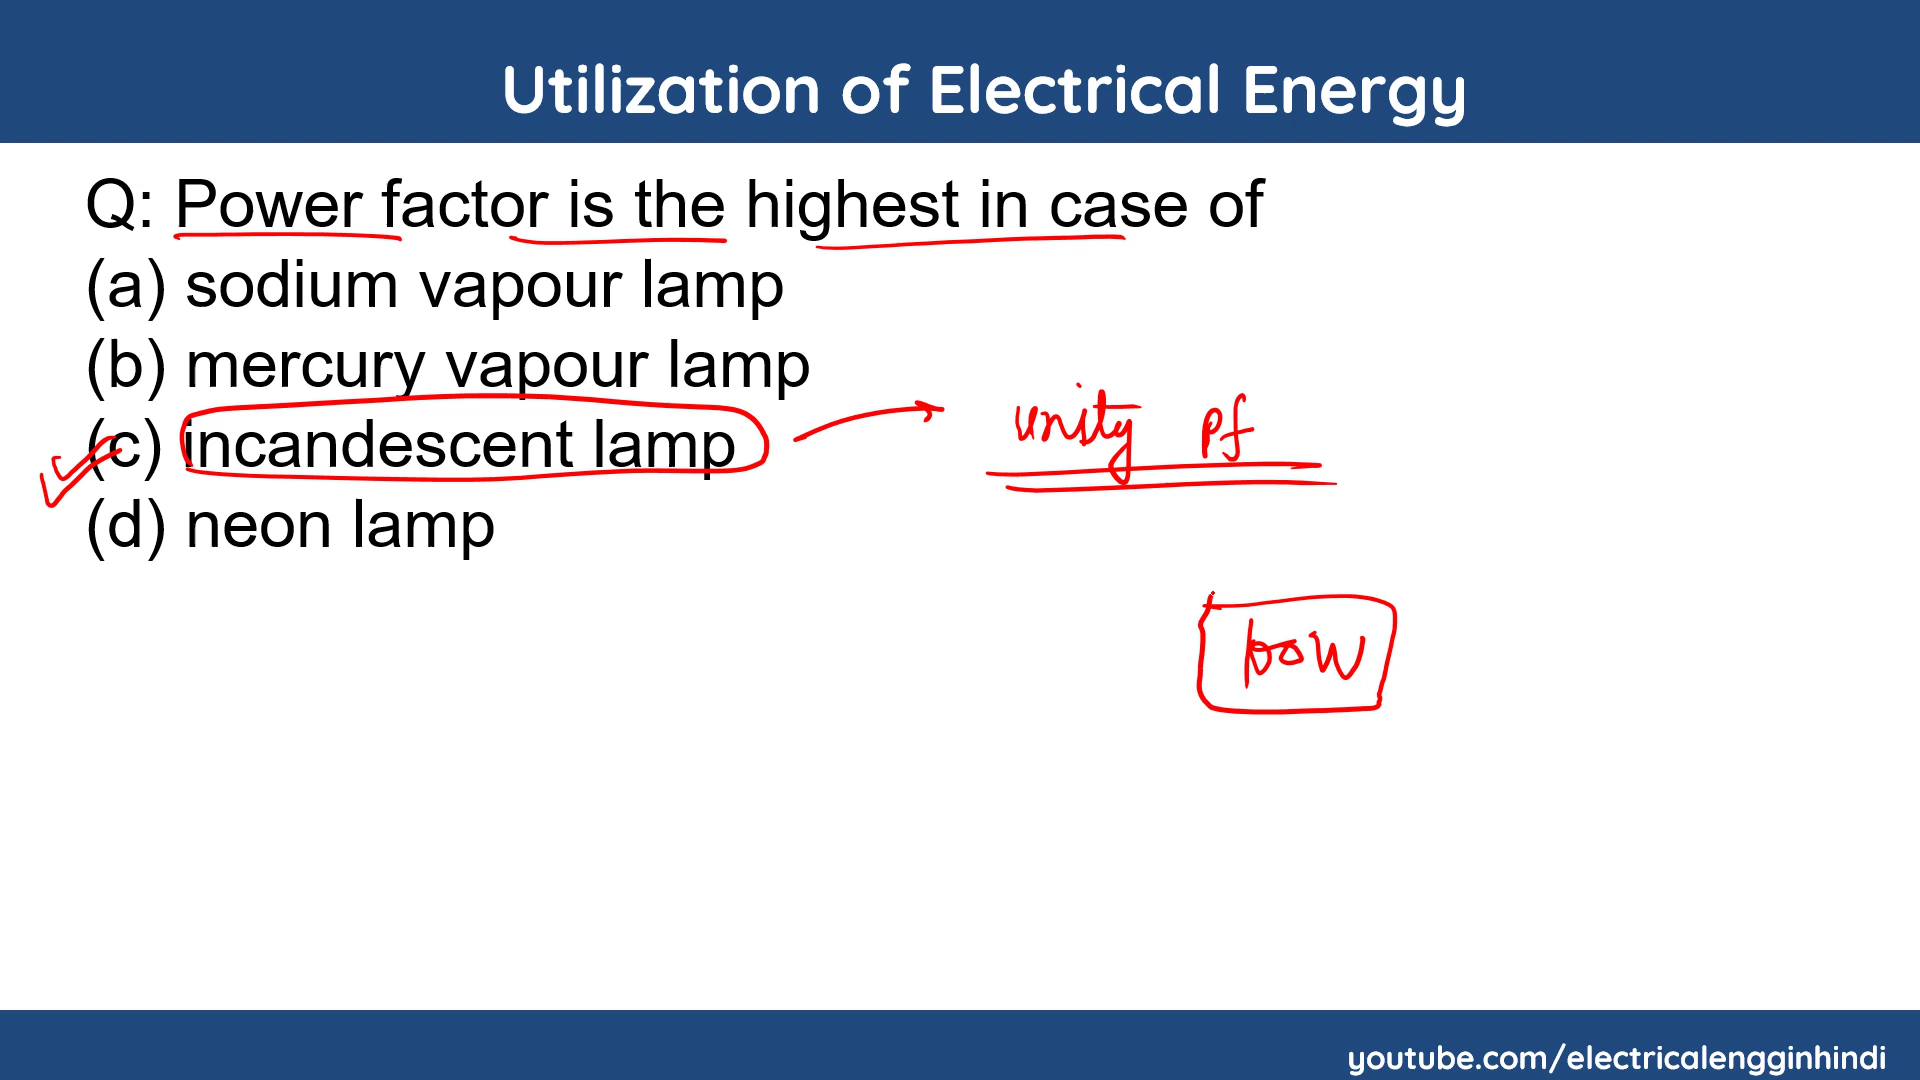 Utilization of Electrical Energy
Q: Power factor is the highest in case of
(a) sodium vapour lamp
(b) mercury vapour lamp
(c) incandescent lamp
unity pf
(d) neon lamp
100W
youtube.com/electricalengginhindi